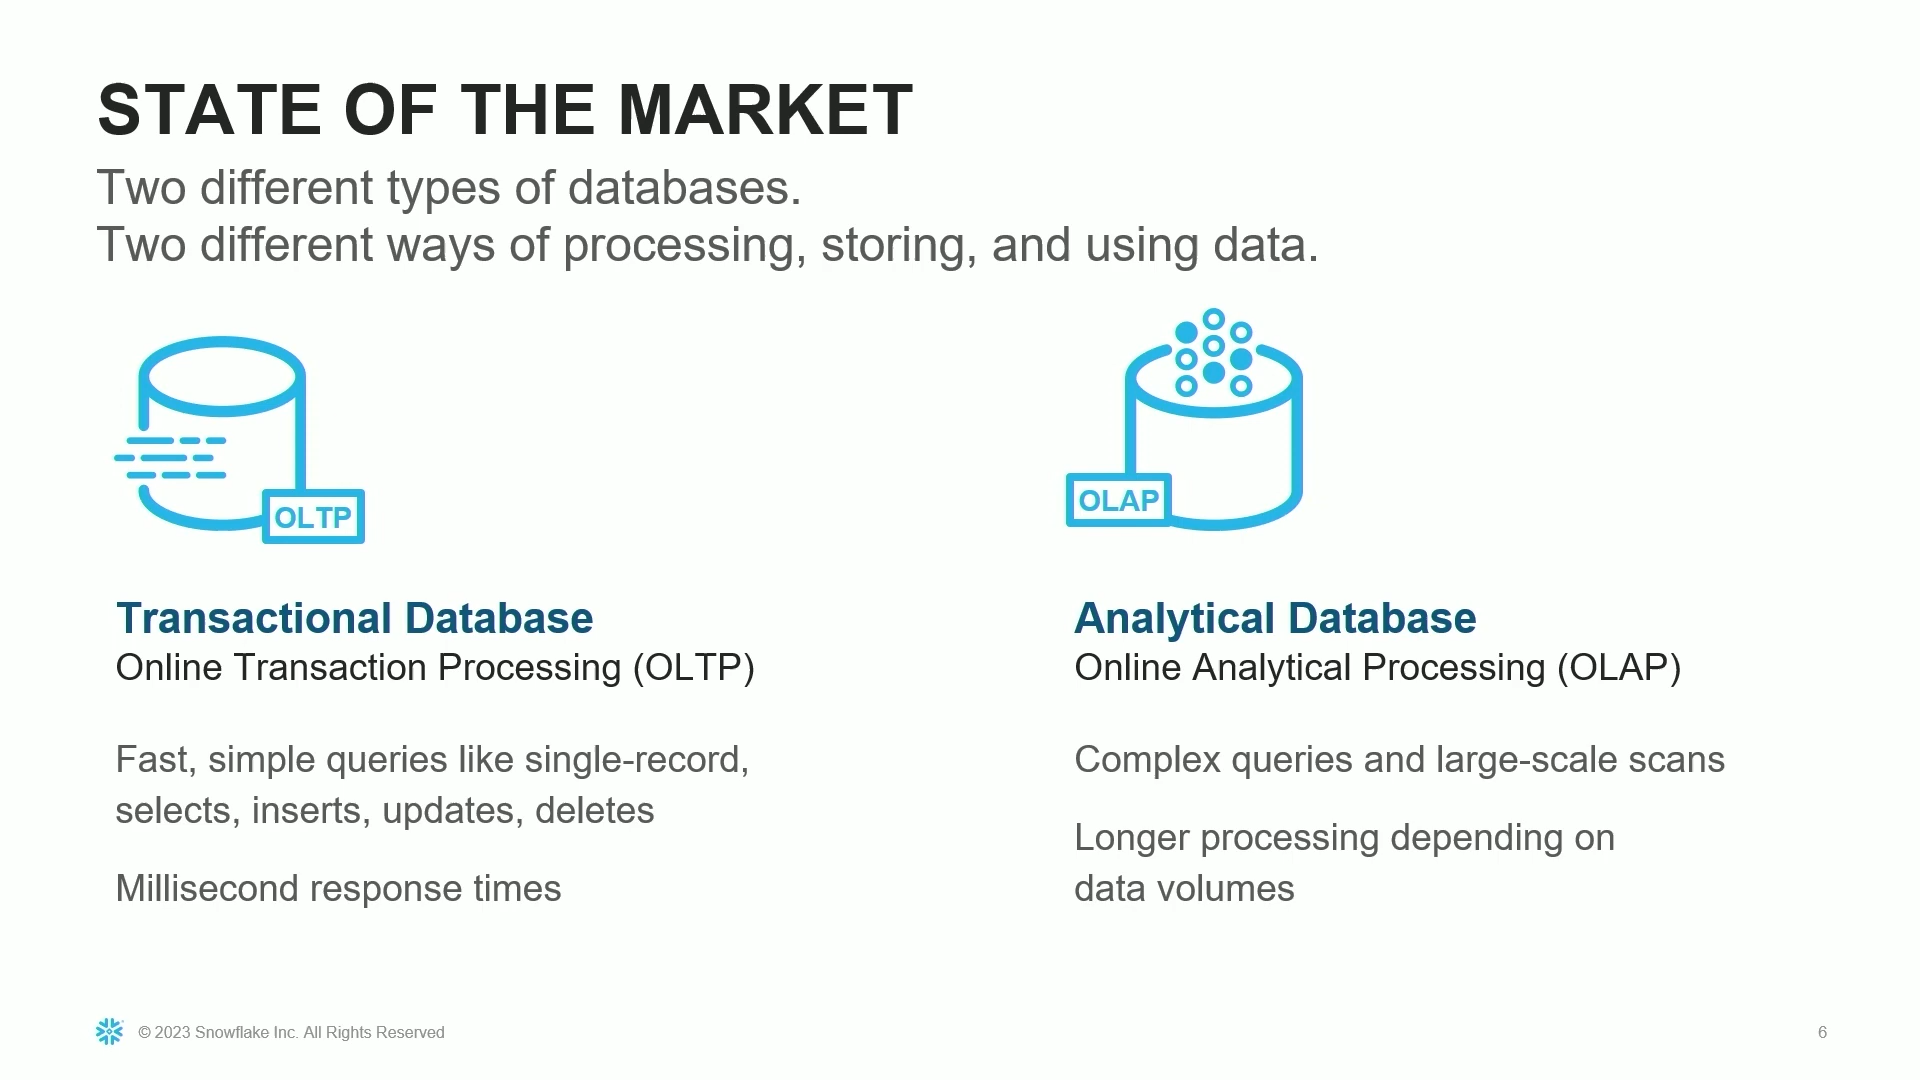 STATE OF THE MARKET
Two different types of databases.
Two different ways of processing, storing, and using data.
OLTP
Transactional Database
Online Transaction Processing (OLTP)
Fast, simple queries like single-record,
selects, inserts, updates, deletes
Millisecond response times
OLAP
Analytical Database
Online Analytical Processing (OLAP)
Complex queries and large-scale scans
Longer processing depending on
data volumes
© 2023 Snowflake Inc. All Rights Reserved
6